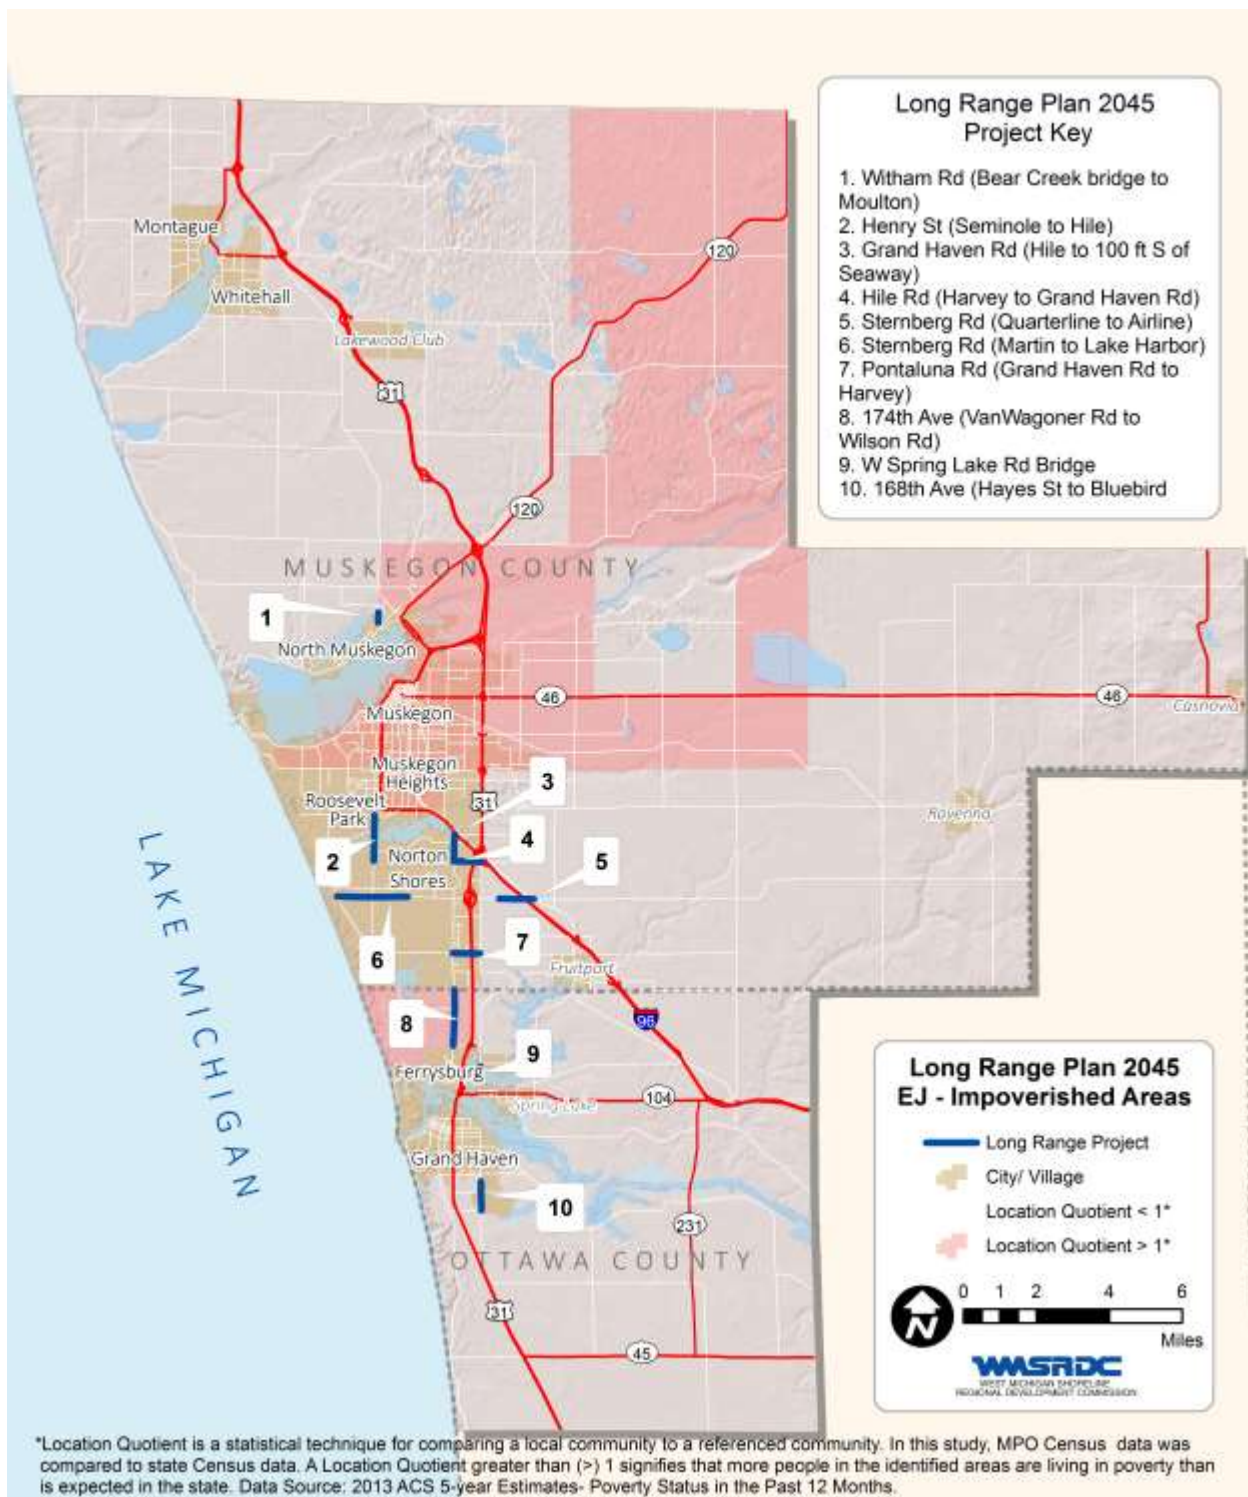 Long Range Plan 2045
Project Key
1. Witham Rd (Bear Creek bridge to
Moulton)
2. Henry St (Seminole to Hile)
3. Grand Haven Rd (Hile to 100 ft S of
Seaway)
4. Hile Rd (Harvey to Grand Haven Rd)
5. Sternberg Rd (Quarterline to Airline)
6. Sternberg Rd (Martin to Lake Harbor)
7. Pontaluna Rd (Grand Haven Rd to
Harvey)
8. 174th Ave (VanWagoner Rd to
Wilson Rd)
9. W Spring Lake Rd Bridge
10. 168th Ave (Hayes St to Bluebird
Montague
120
Whitehall
Lakewood Club
31
120
MUSKEGON COUNTY
1
North Muskegon
46
46
Casnovia
Muskegon
Muskegon
Heights
3
Roosevelt
Park
31
Ravenna
LAKE MICHIGAN
2
Norton
Shores
4
5
6
7
Fruitport
8
96
9
Ferrysburg
Spring Lake
104
Grand Haven
10
231
OTTAWA COUNTY
31
45
Long Range Plan 2045
EJ - Impoverished Areas
Long Range Project
City/ Village
Location Quotient < 1*
Location Quotient > 1*
0 1 2 4 6
Miles
N
WMSRDC
WEST MICHIGAN SHORELINE
REGIONAL DEVELOPMENT COMMISSION
*Location Quotient is a statistical technique for comparing a local community to a referenced community. In this study, MPO Census data was
compared to state Census data. A Location Quotient greater than (>) 1 signifies that more people in the identified areas are living in poverty than
is expected in the state. Data Source: 2013 ACS 5-year Estimates- Poverty Status in the Past 12 Months.